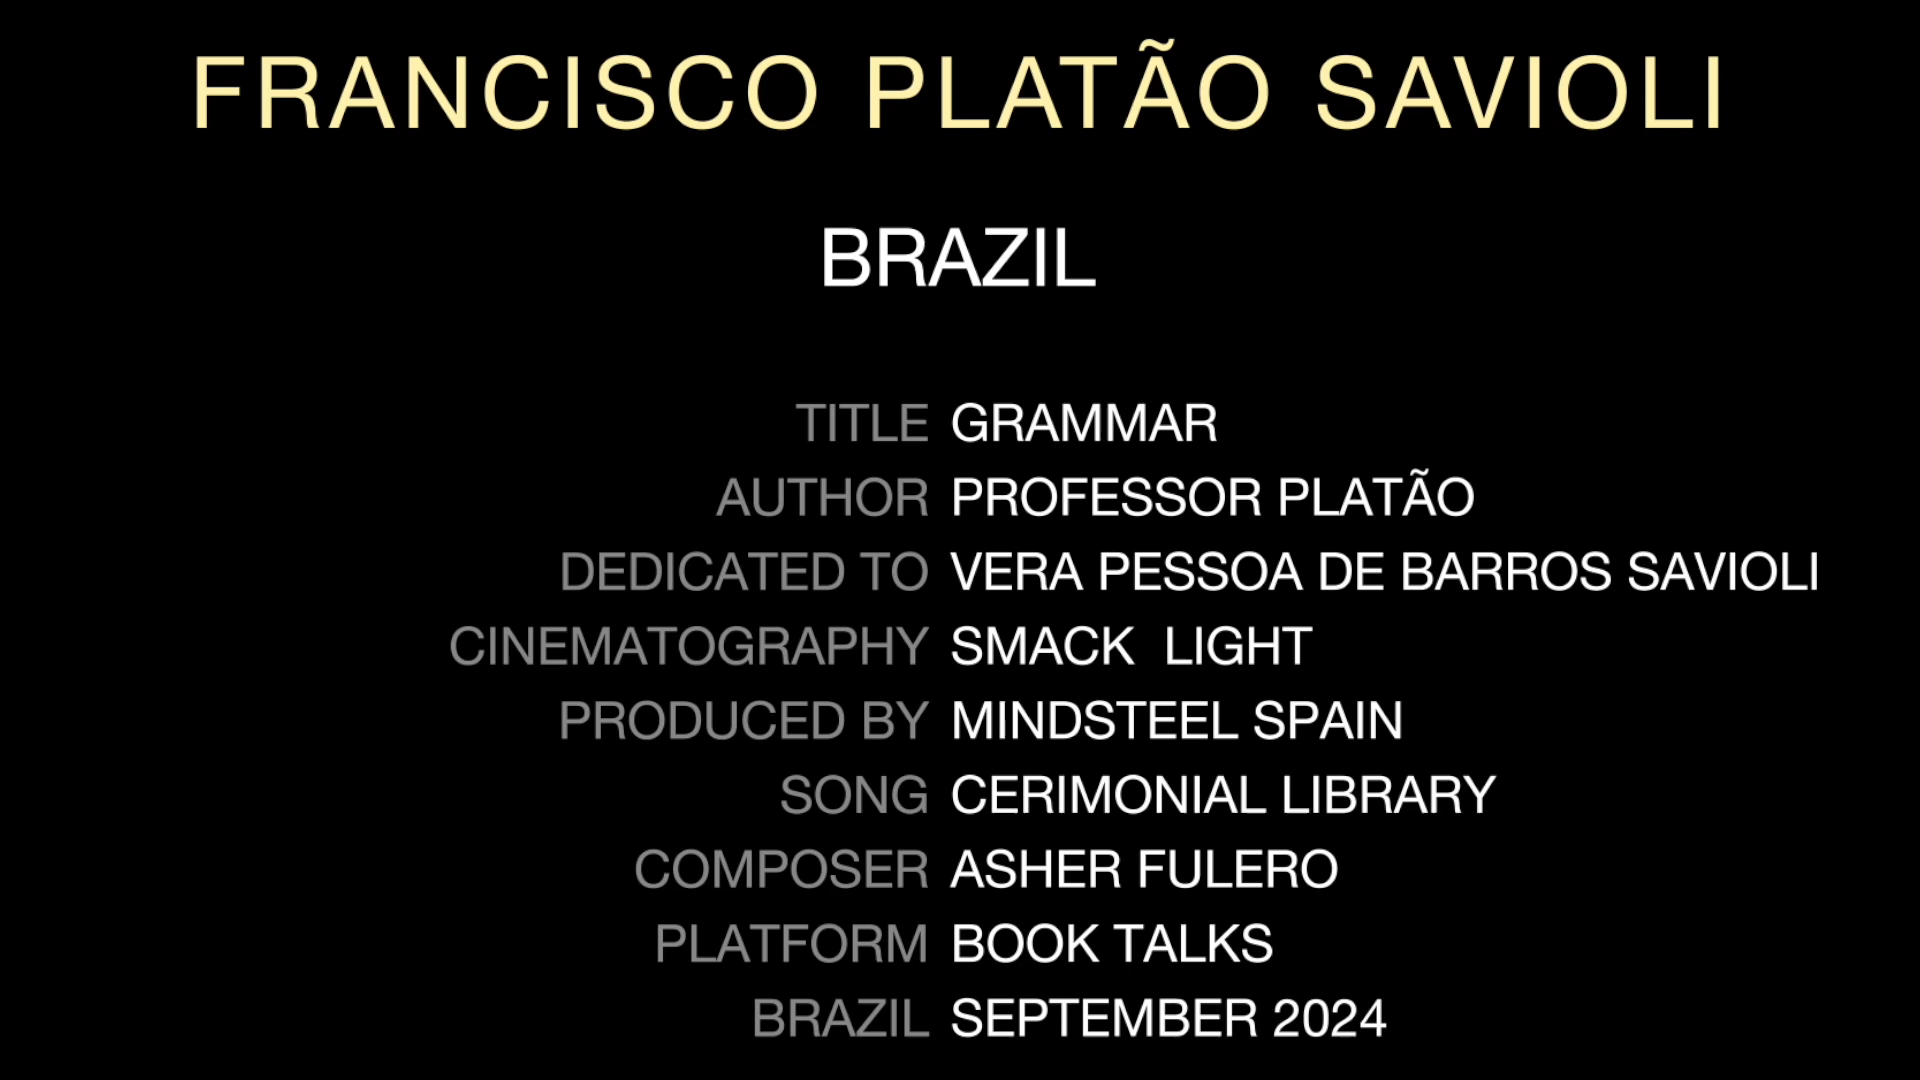 FRANCISCO PLATÃO SAVIOLI
BRAZIL
TITLE GRAMMAR
AUTHOR PROFESSOR PLATÃO
DEDICATED TO VERA PESSOA DE BARROS SAVIOLI
CINEMATOGRAPHY SMACK  LIGHT
PRODUCED BY MINDSTEEL SPAIN
SONG CERIMONIAL LIBRARY
COMPOSER ASHER FULERO
PLATFORM BOOK TALKS
BRAZIL SEPTEMBER 2024